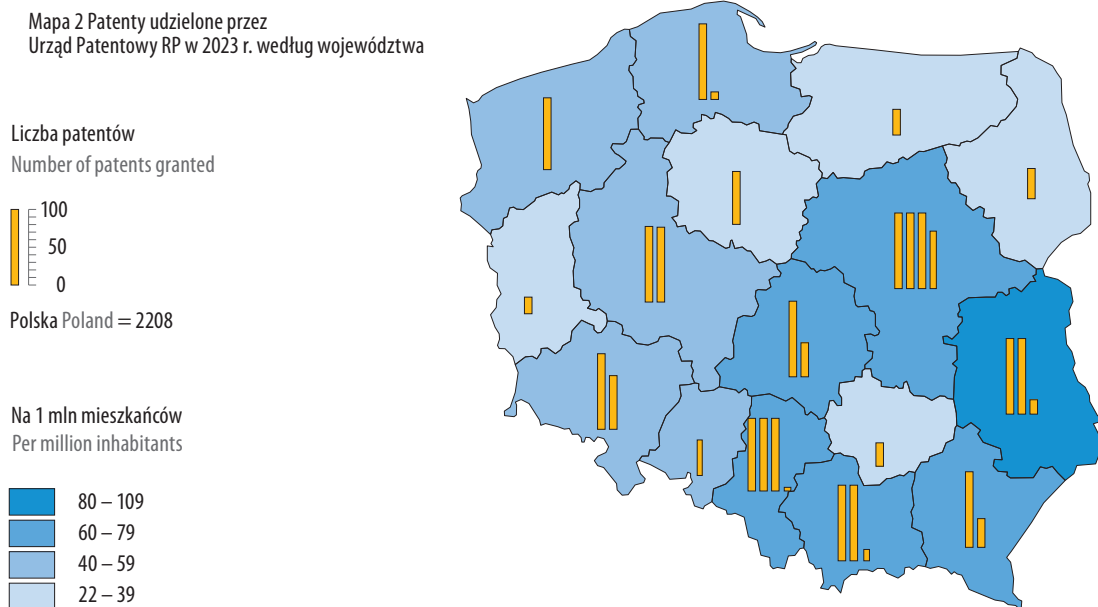 Mapa 2 Patenty udzielone przez
Urząd Patentowy RP w 2023 r. według województwa
Liczba patentów
Number of patents granted
100
50
0
Polska Poland = 2208
Na 1 mln mieszkańców
Per million inhabitants
80 – 109
60 – 79
40 – 59
22 – 39